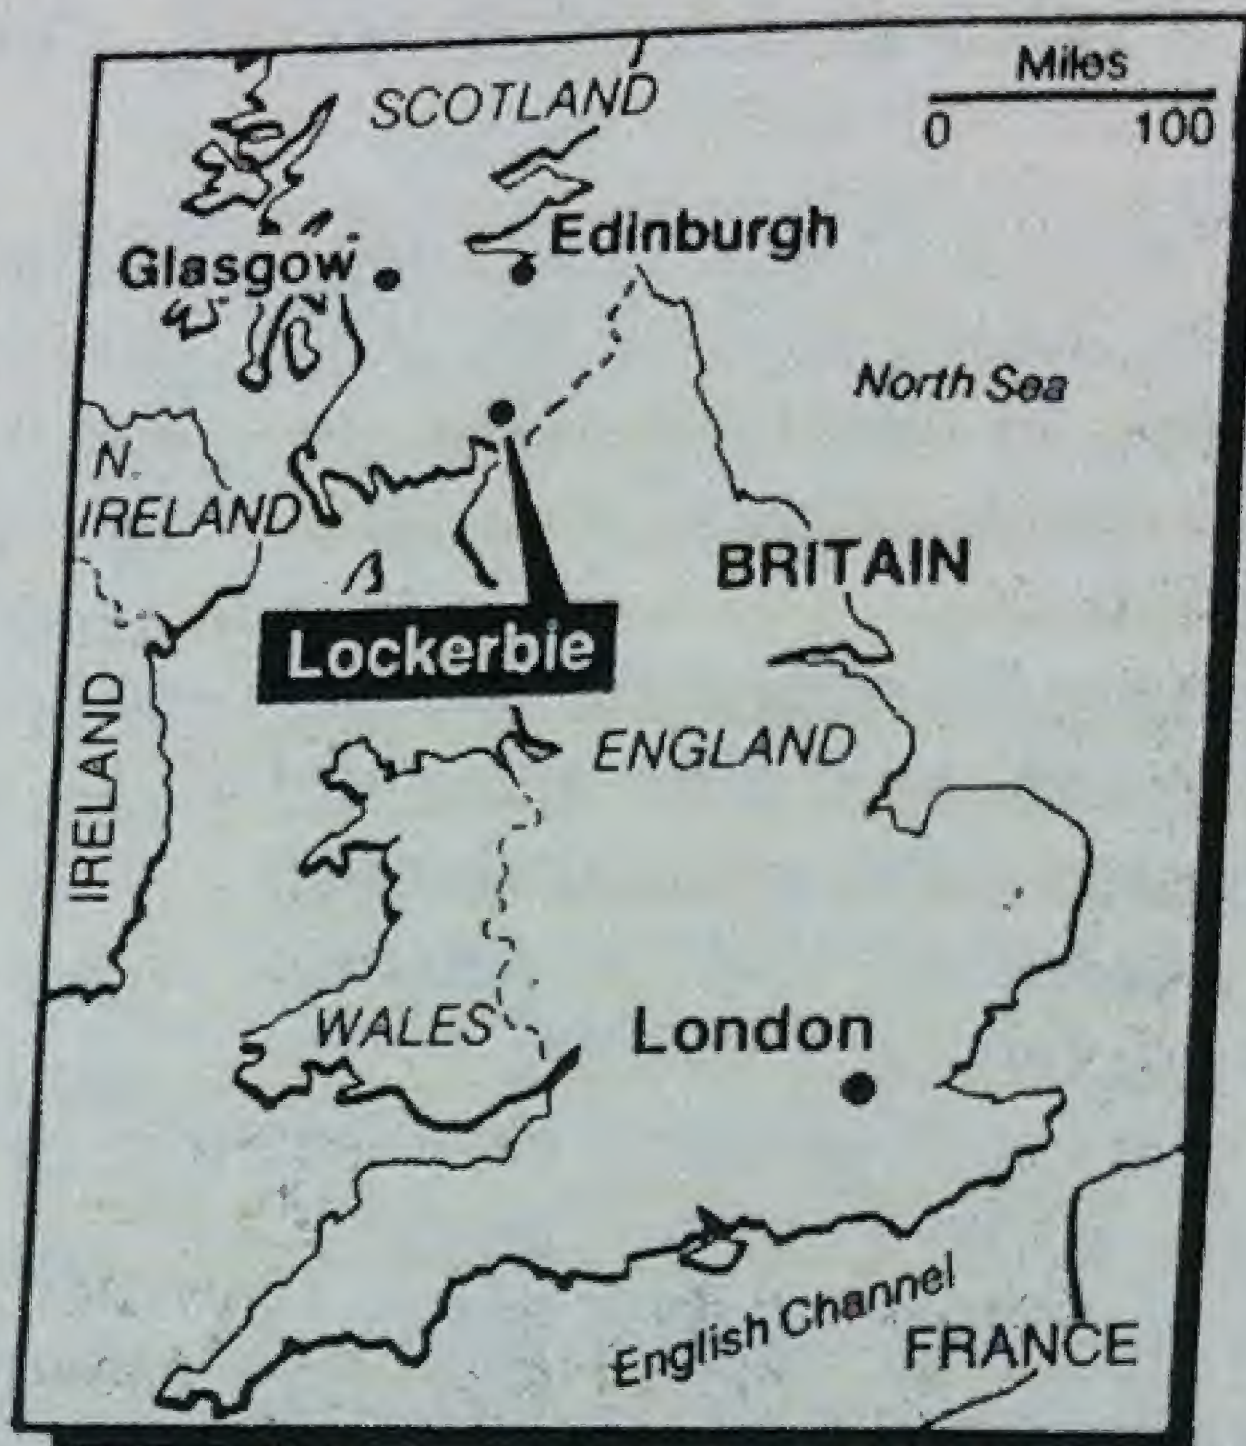 Miles
0 100
SCOTLAND
Edinburgh
Glasgow
North Sea
N.
IRELAND
BRITAIN
Lockerbie
IRELAND
ENGLAND
WALES
London
English Channel
FRANCE